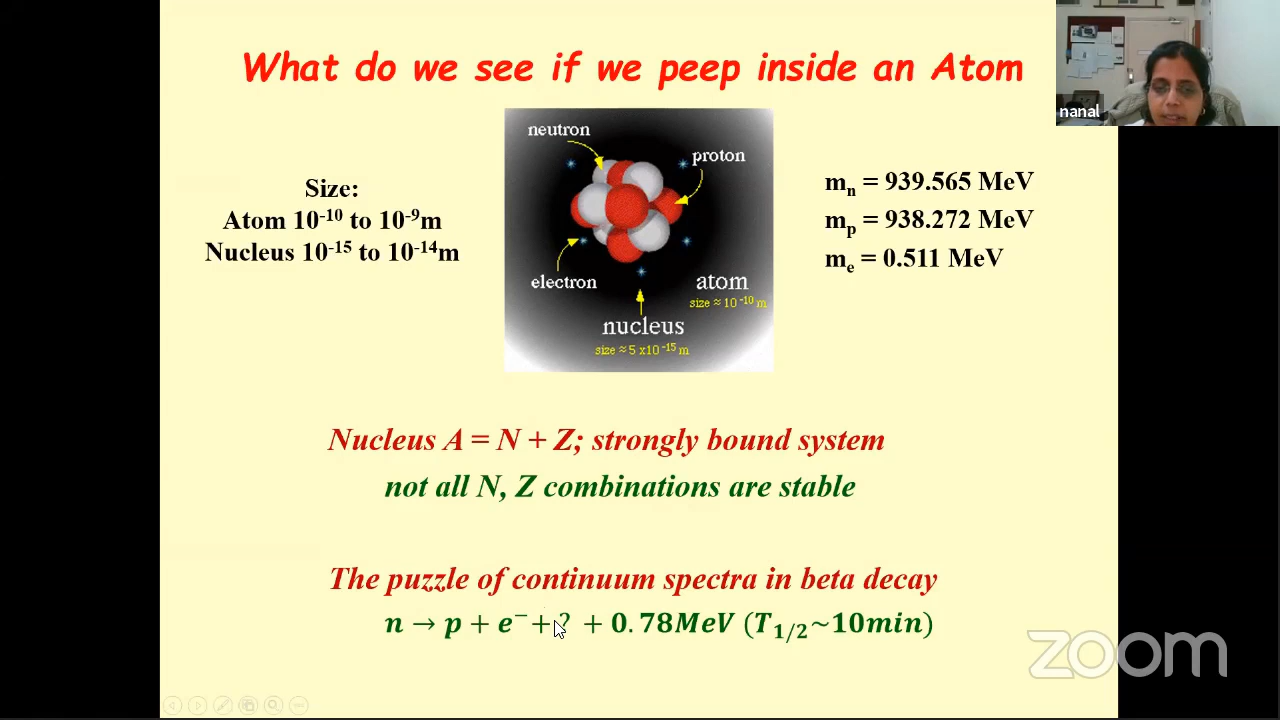 What do we see if we peep inside an Atom
nanal
Size:
Atom 10⁻¹⁰ to 10⁻⁹m
Nucleus 10⁻¹⁵ to 10⁻¹⁴m
neutron
proton
electron
atom
size ≈ 10⁻¹⁰ m
nucleus
size ≈ 5 x10⁻¹⁵ m
mₙ = 939.565 MeV
mₚ = 938.272 MeV
mₑ = 0.511 MeV
Nucleus A = N + Z; strongly bound system
not all N, Z combinations are stable
The puzzle of continuum spectra in beta decay
n → p + e⁻ + ? + 0.78MeV (T₁/₂~10min)
zoom